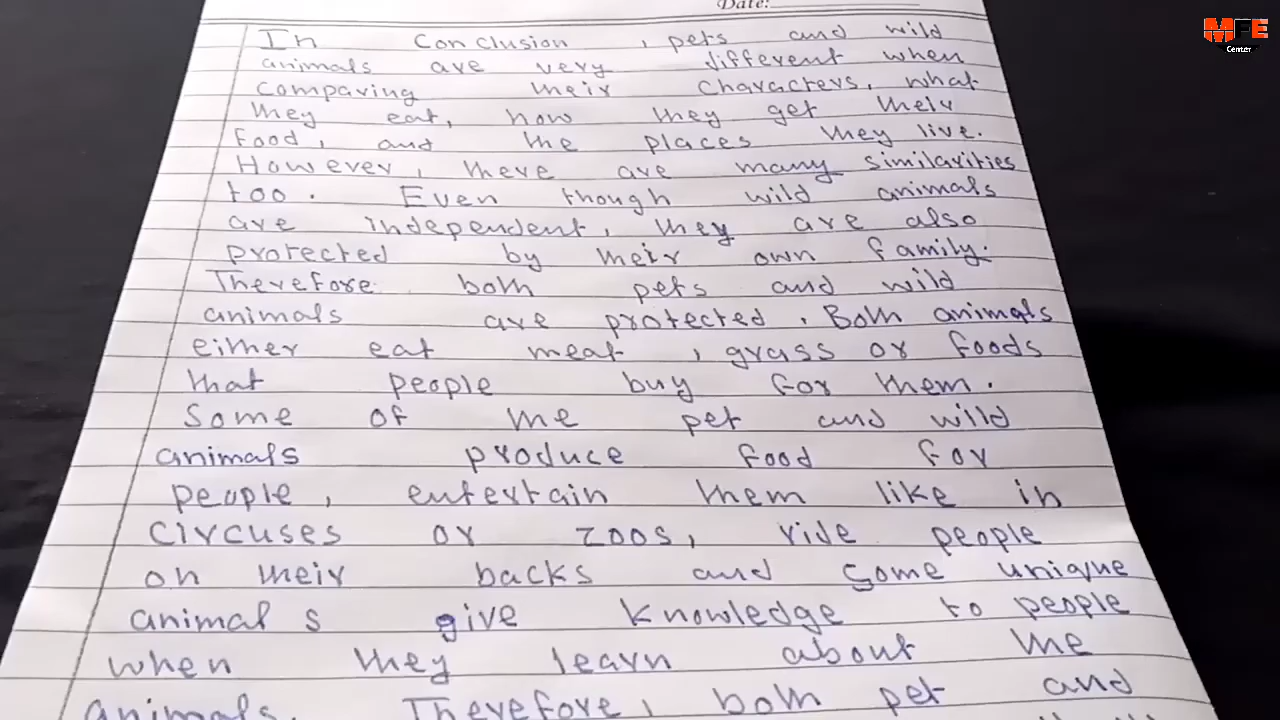 Date:
MFE
Center
In Conclusion , pets and wild
animals are very different when
comparing their characters, what
they eat, how they get their
food, and the places they live.
However, there are many similarities
too. Even though wild animals
are independent, they are also
protected by their own family.
Therefore both pets and wild
animals are protected. Both animals
either eat meat , grass or foods
that people buy for them.
Some of the pet and wild
animals produce food for
people, entertain them like in
circuses or zoos, ride people
on their backs and some unique
animals give knowledge to people
when they learn about the
animals. Therefore, both pet and